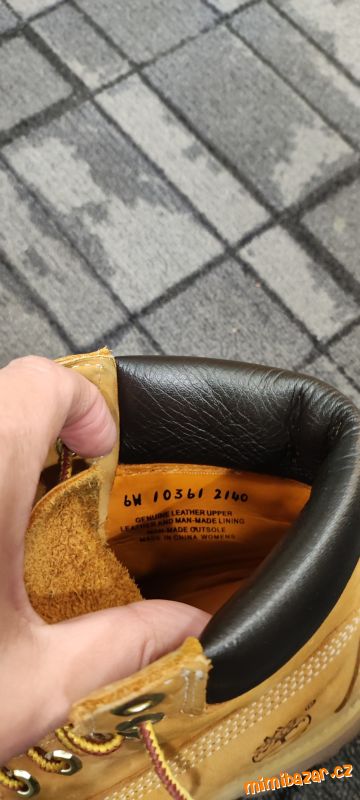 6W 10361 2140
GENUINE LEATHER UPPER
LEATHER AND MAN-MADE LINING
MAN-MADE OUTSOLE
MADE IN CHINA WOMENS
mimibazar.cz